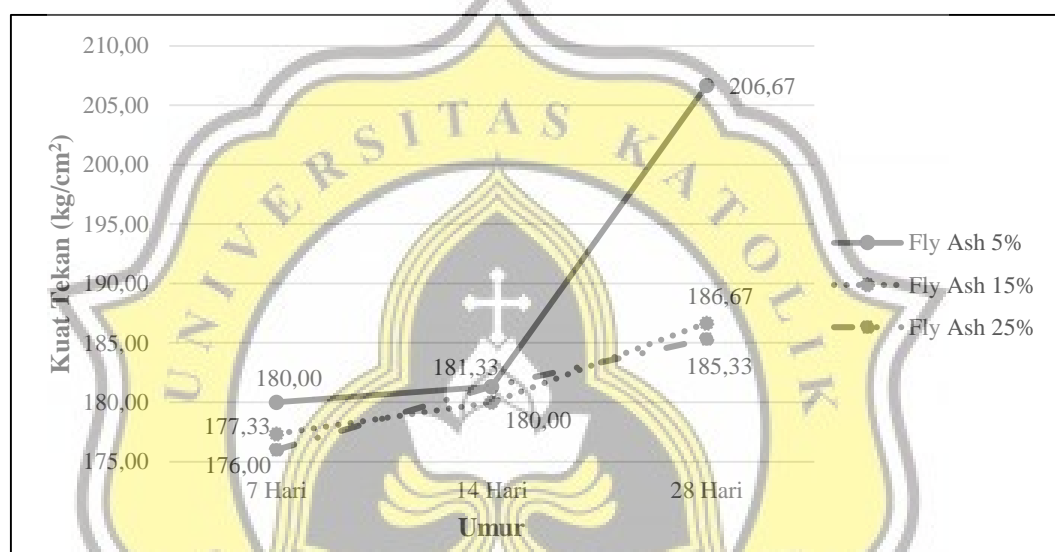 UNIVERSITAS KATOLIK
210,00
205,00
200,00
195,00
190,00
185,00
180,00
175,00
Kuat Tekan (kg/cm²)
206,67
186,67
185,33
180,00
181,33
177,33
180,00
176,00
7 Hari
14 Hari
28 Hari
Umur
Fly Ash 5%
Fly Ash 15%
Fly Ash 25%